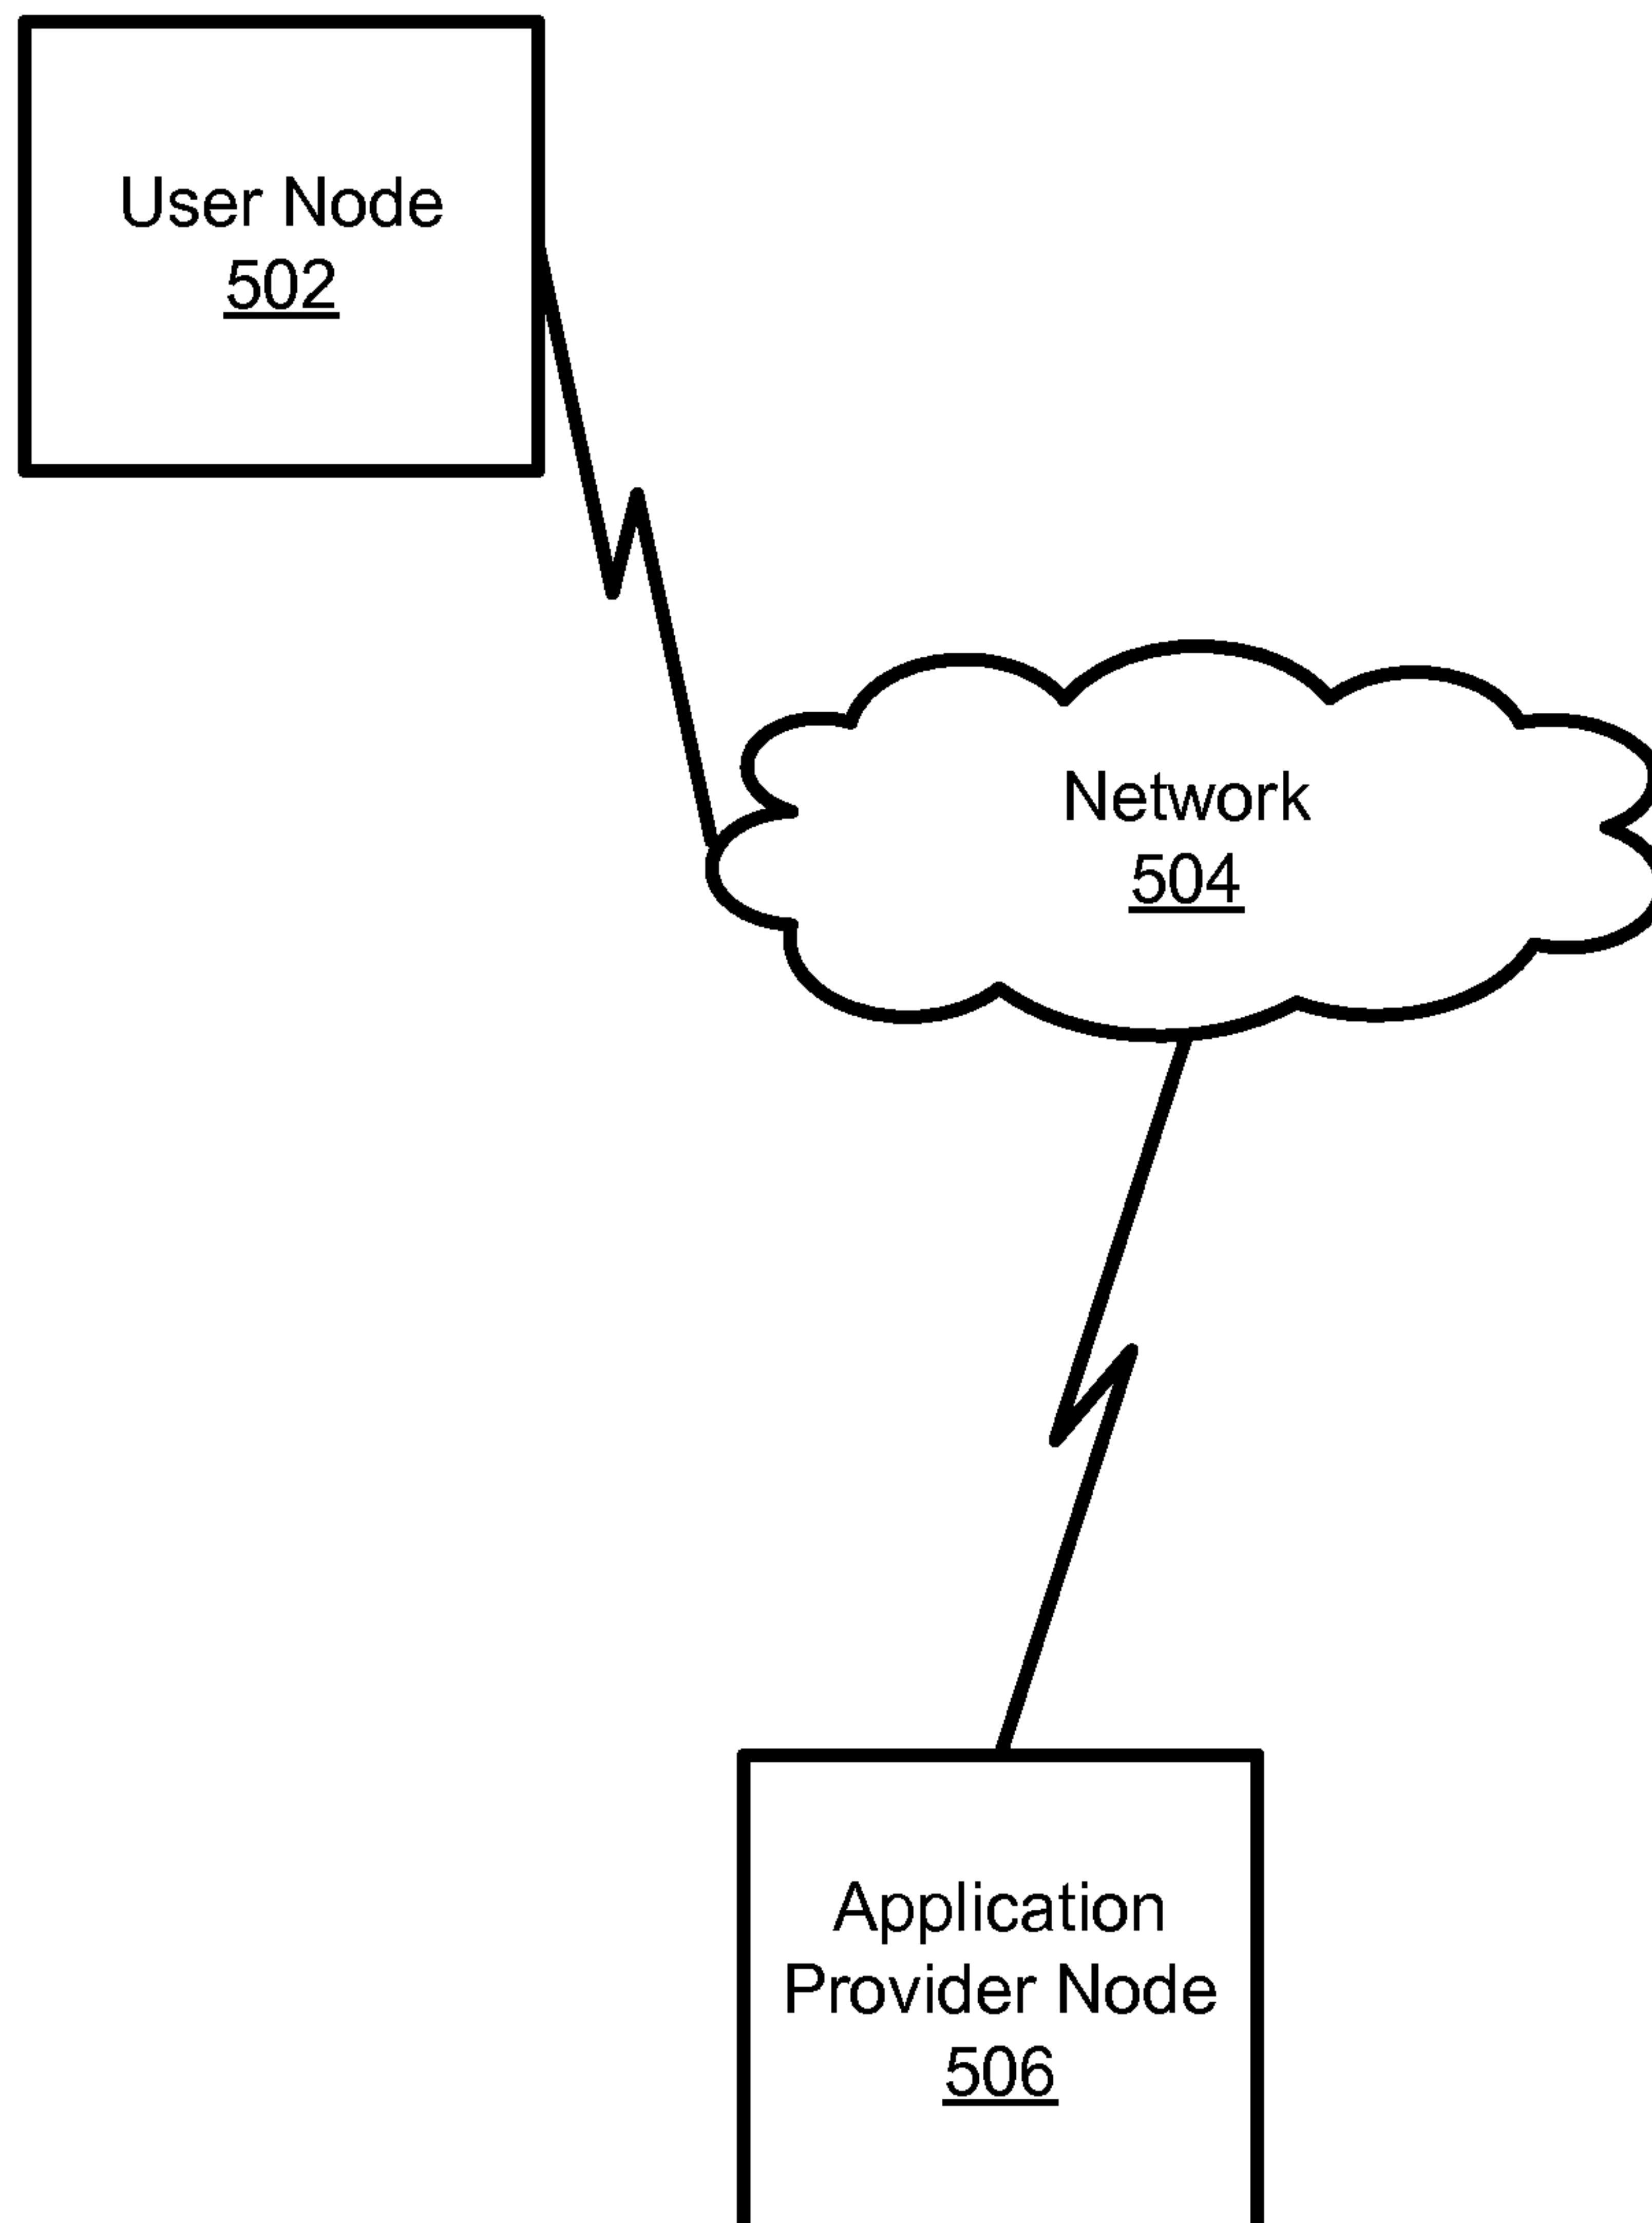 User Node
502
Network
504
Application
Provider Node
506